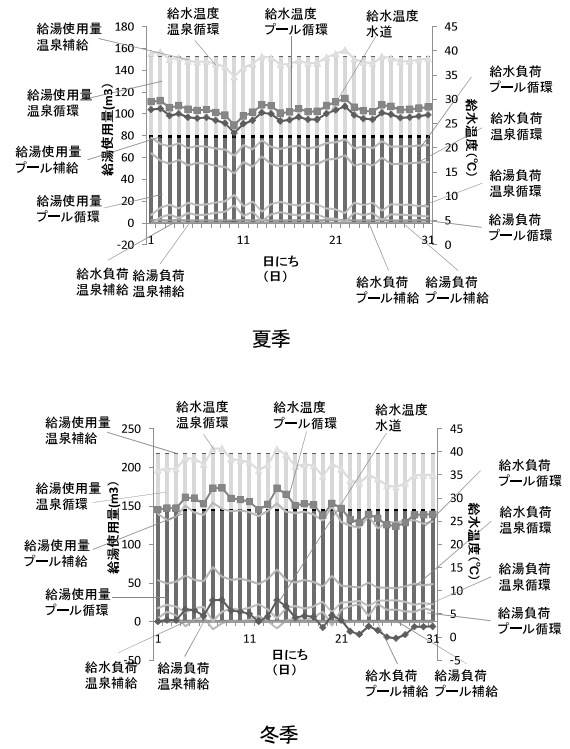 給水温度
温泉循環
給水温度
プール循環
給水温度
水道
給湯使用量
温泉補給
給湯使用量
温泉循環
給湯使用量
プール補給
給湯使用量
プール循環
給水負荷
温泉補給
給湯負荷
温泉補給
給水負荷
プール補給
給湯負荷
プール補給
給水負荷
プール循環
給水負荷
温泉循環
給湯負荷
温泉循環
給湯負荷
プール循環
給湯使用量(m3)
給水温度(℃)
180
160
140
120
100
80
60
40
20
0
-20
45
40
35
30
25
20
15
10
5
0
1
11
21
31
日にち
(日)
夏季
給水温度
温泉循環
給水温度
プール循環
給水温度
水道
給湯使用量
温泉補給
給湯使用量
温泉循環
給湯使用量
プール補給
給湯使用量
プール循環
給水負荷
温泉補給
給湯負荷
温泉補給
給水負荷
プール補給
給湯負荷
プール補給
給水負荷
プール循環
給水負荷
温泉循環
給湯負荷
温泉循環
給湯負荷
プール循環
給湯使用量(m3)
給水温度(℃)
250
200
150
100
50
0
-50
45
40
35
30
25
20
15
10
5
0
-5
1
11
21
31
日にち
(日)
冬季